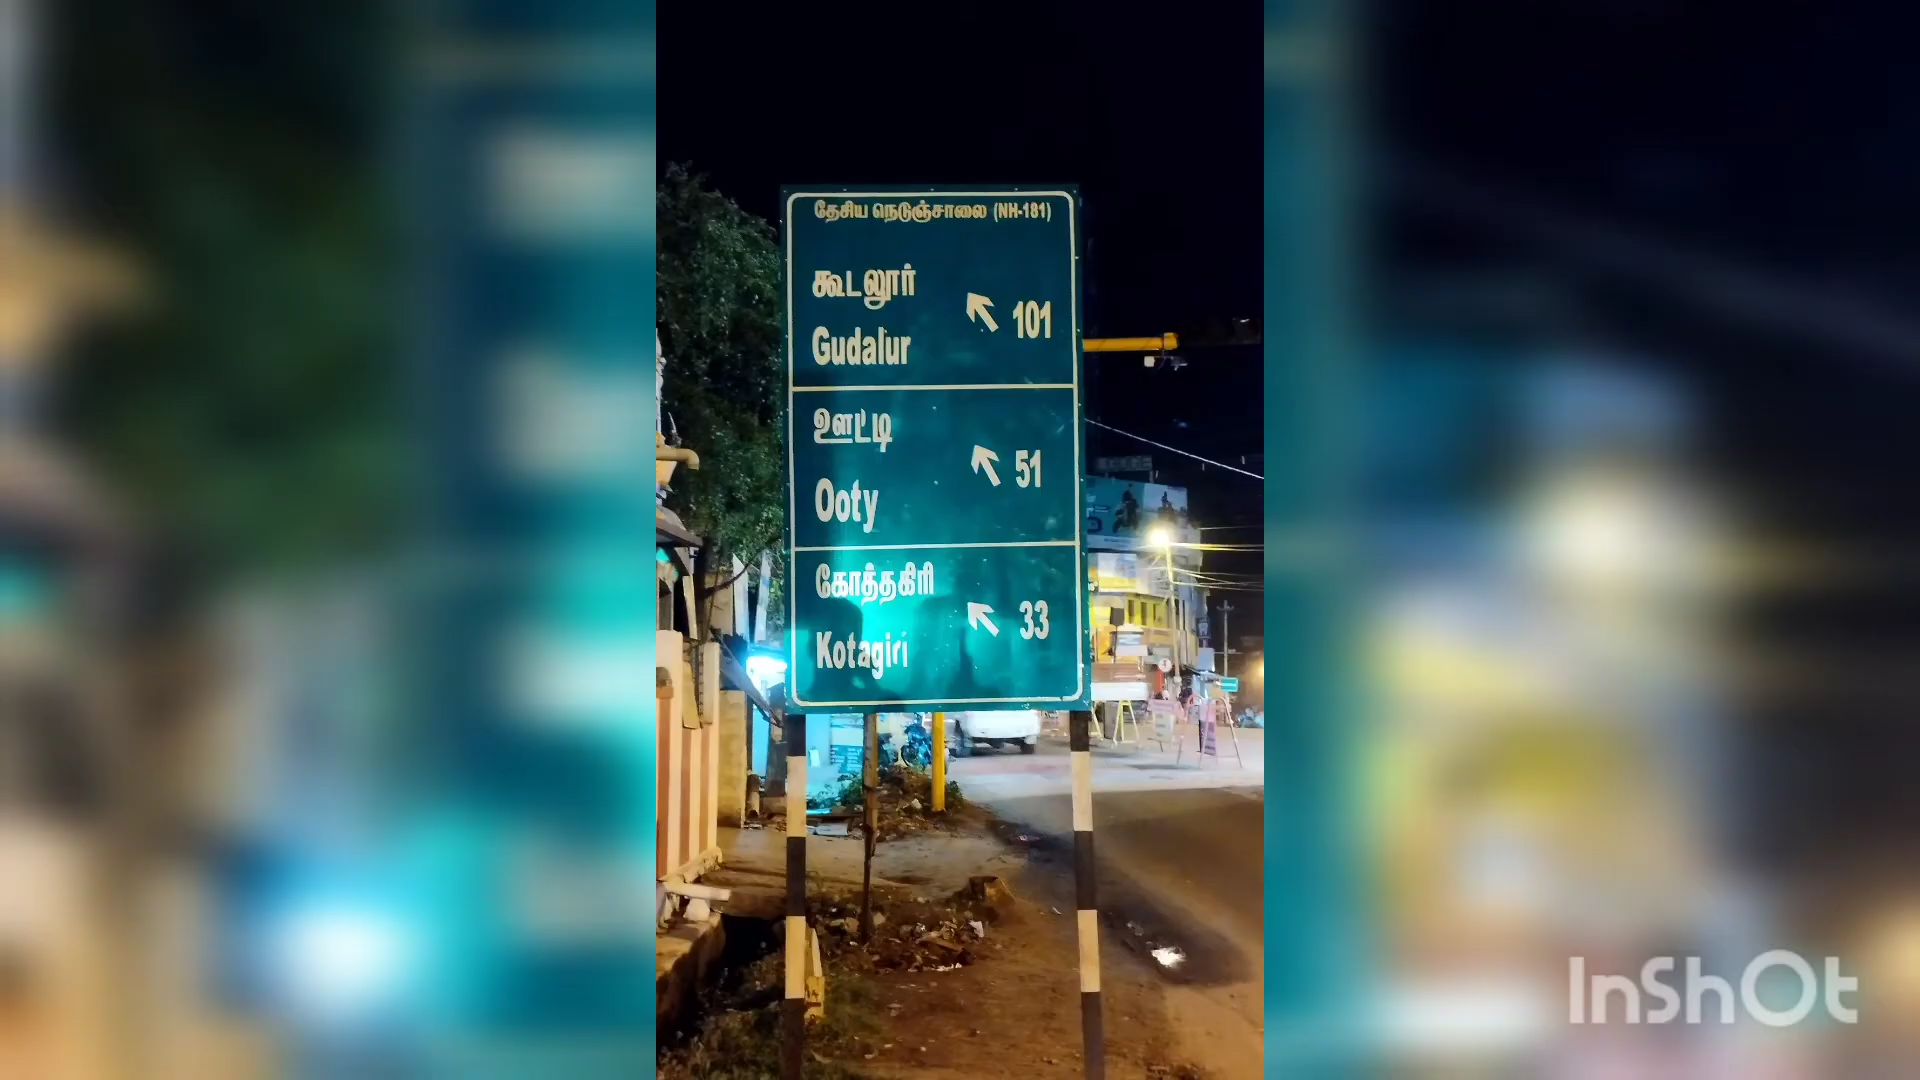 தேசிய நெடுஞ்சாலை (NH-181)
கூடலூர்
Gudalur
101
ஊட்டி
Ooty
51
கோத்தகிரி
Kotagiri
33
InShOt